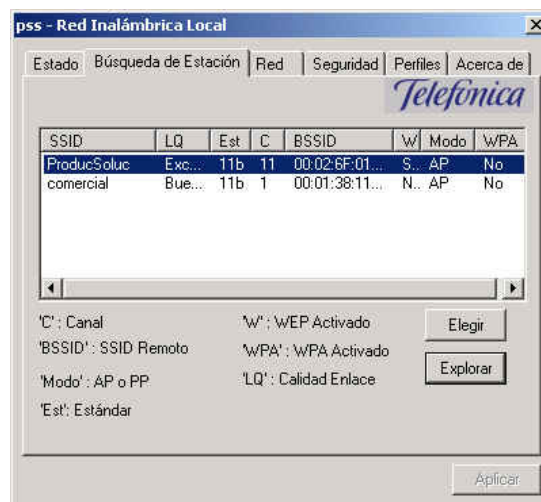 pss - Red Inalámbrica Local
Estado Búsqueda de Estación Red Seguridad Perfiles Acerca de
Telefónica
SSID LQ Est C BSSID W Modo WPA
ProducSoluc Exc... 11b 11 00:02:6F:01... S.. AP No
comercial Bue... 11b 1 00:01:38:11... N.. AP No
'C' : Canal 'W' : WEP Activado Elegir
'BSSID' : SSID Remoto 'WPA' : WPA Activado
'Modo' : AP o PP 'LQ' : Calidad Enlace Explorar
'Est': Estándar
Aplicar